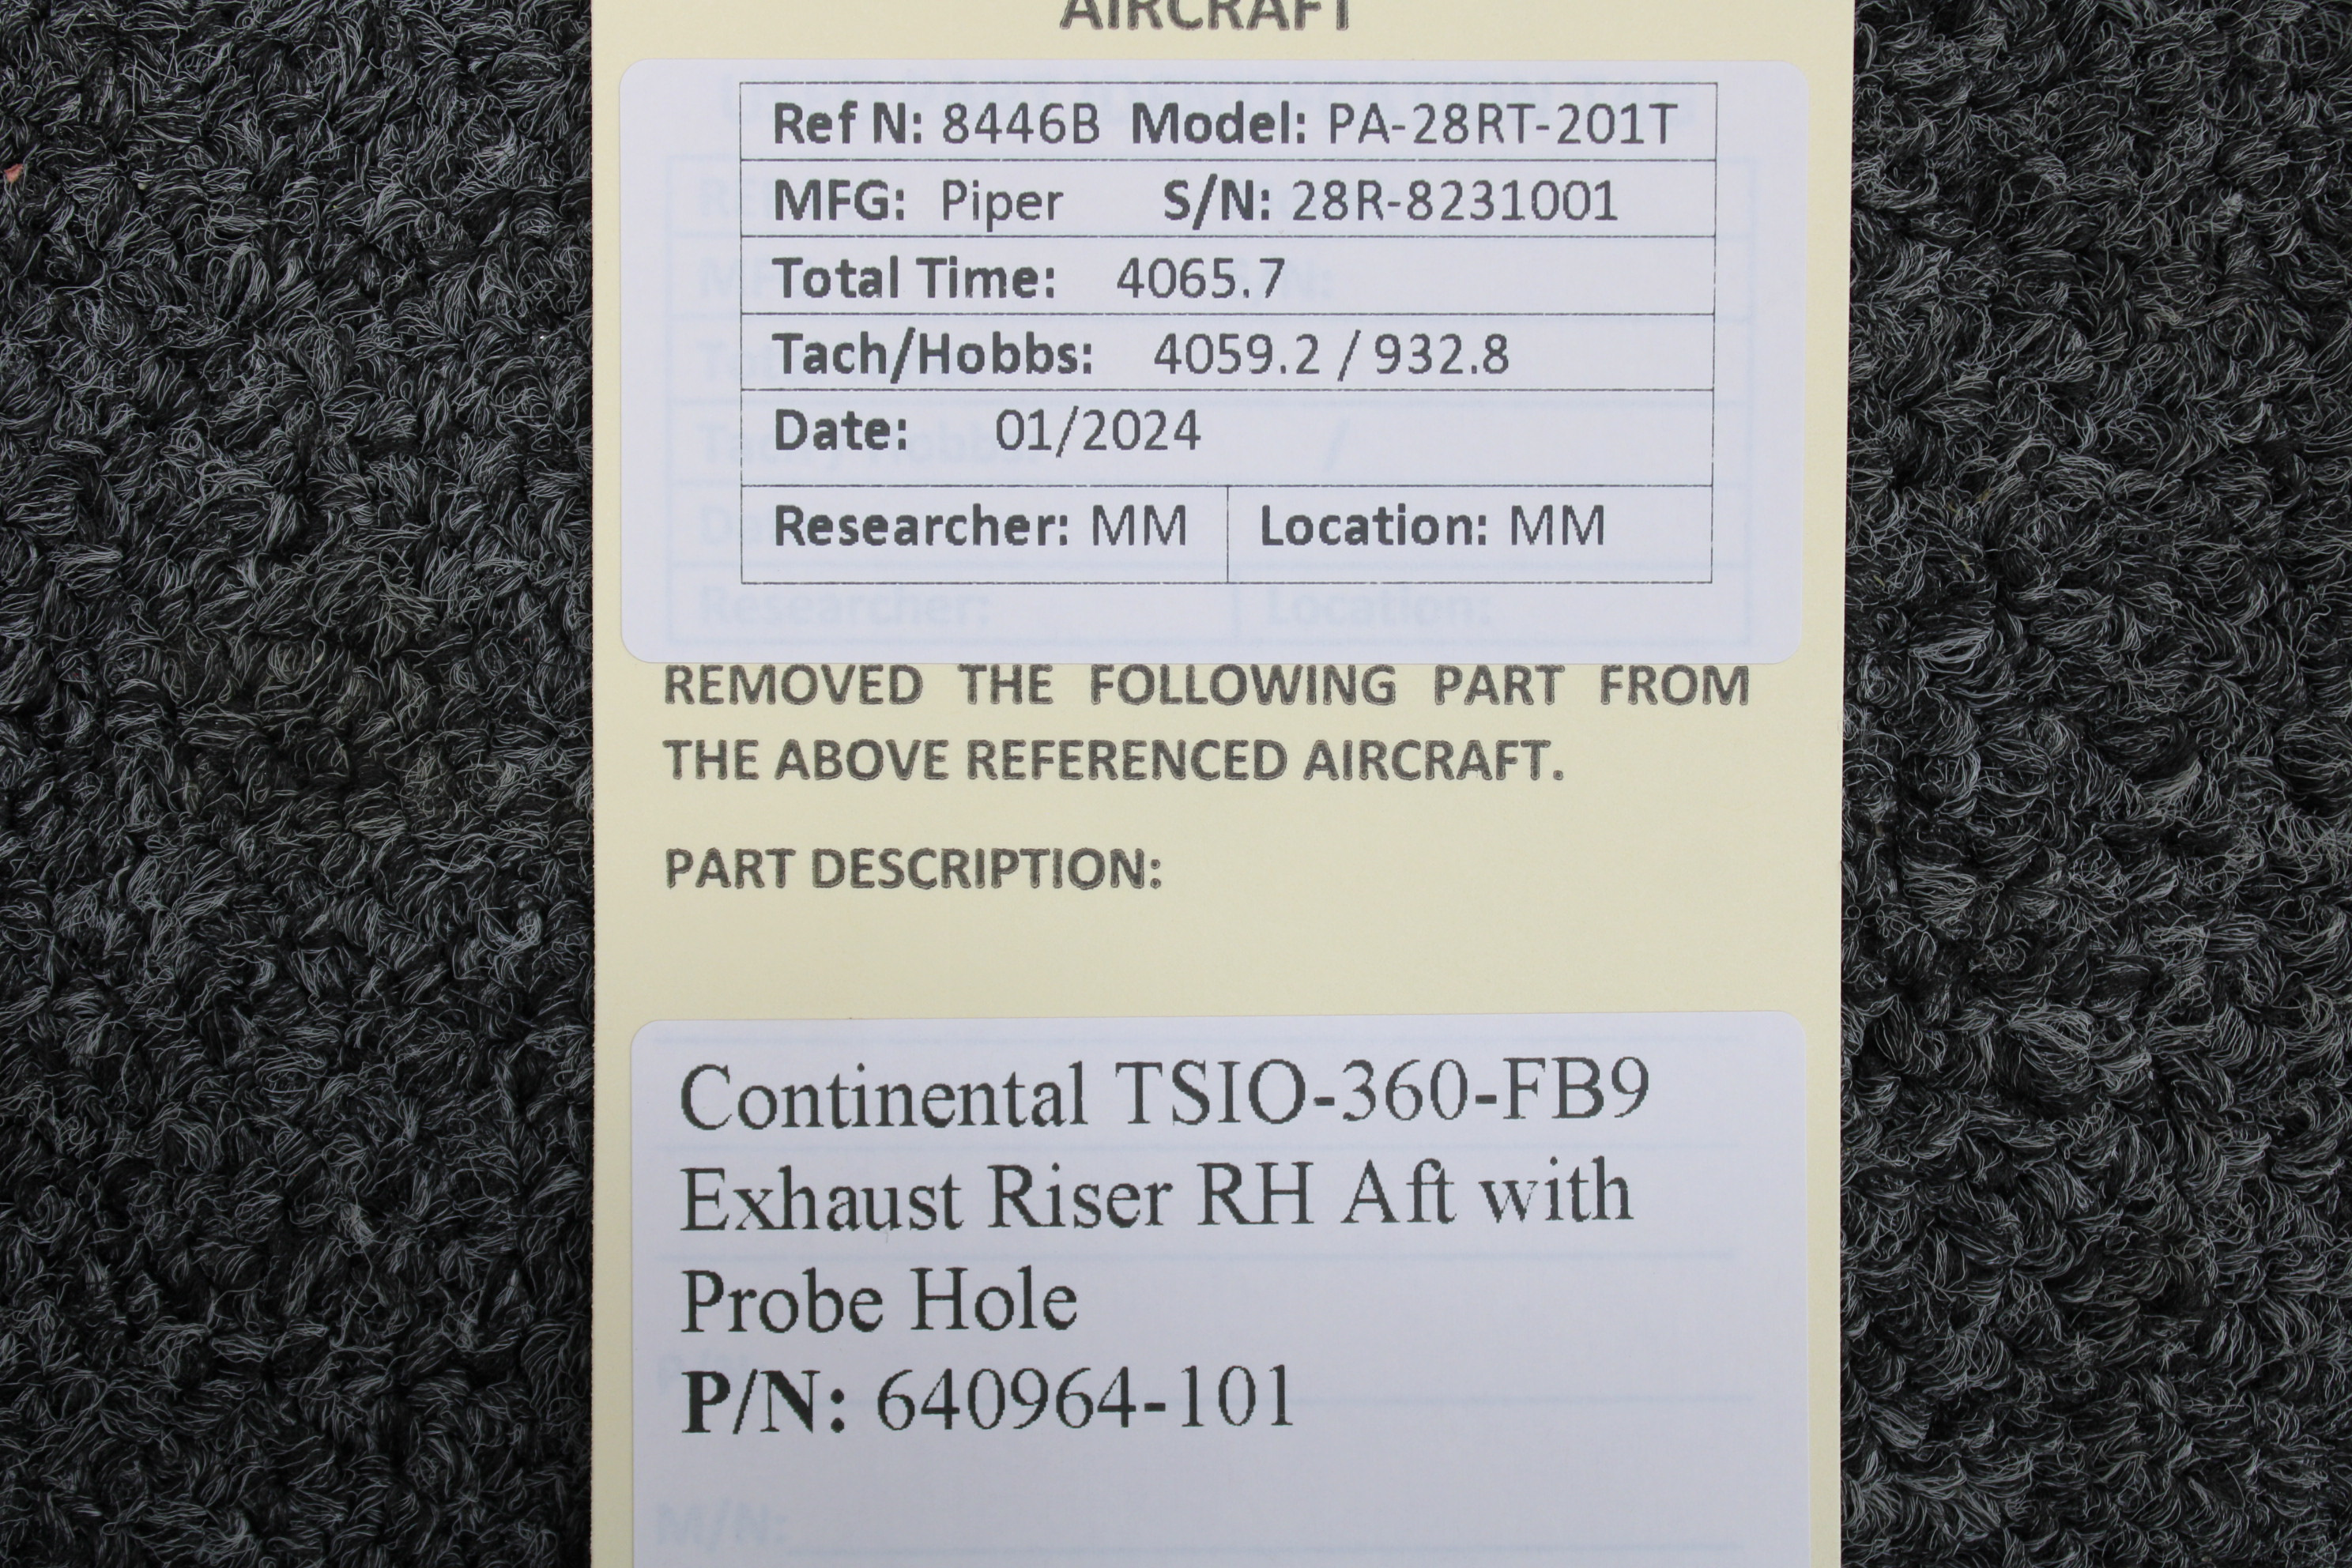 AIRCRAFT
Ref N: 8446B Model: PA-28RT-201T
MFG: Piper S/N: 28R-8231001
Total Time: 4065.7
Tach/Hobbs: 4059.2 / 932.8
Date: 01/2024
Researcher: MM Location: MM
Researcher: Location:
REMOVED THE FOLLOWING PART FROM
THE ABOVE REFERENCED AIRCRAFT.
PART DESCRIPTION:
Continental TSIO-360-FB9
Exhaust Riser RH Aft with
Probe Hole
P/N: 640964-101
M/N: